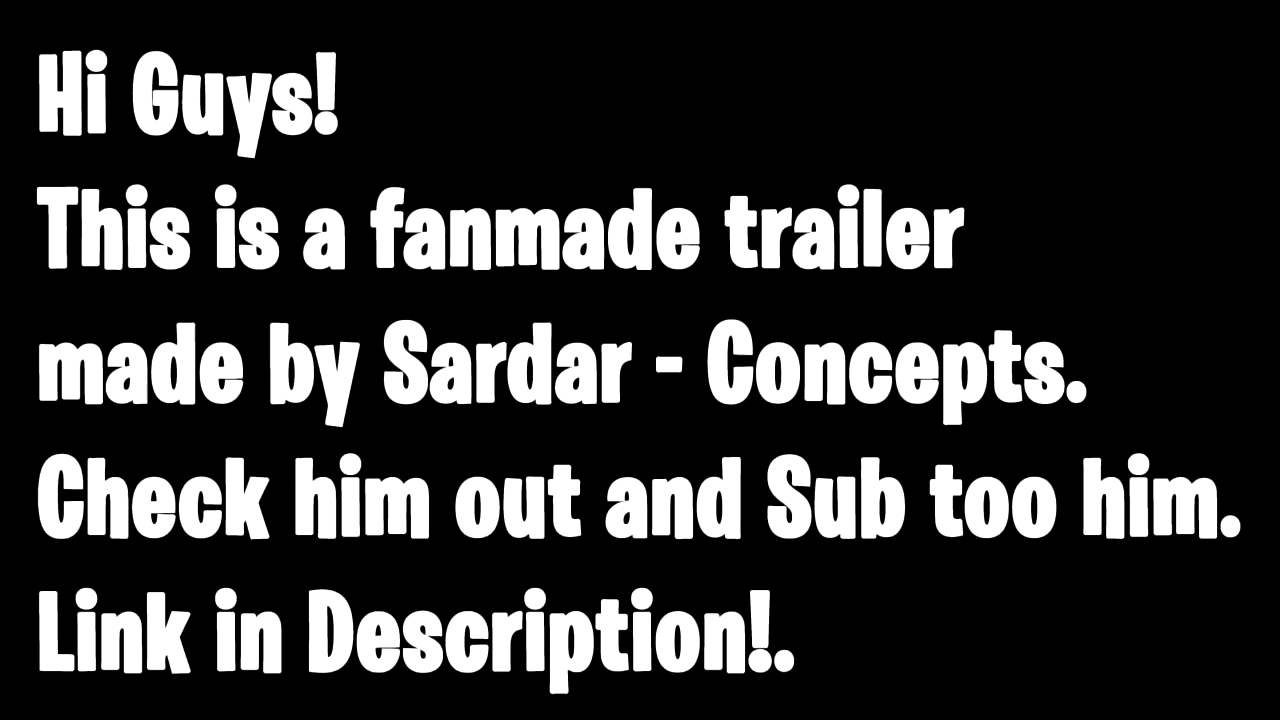 Hi Guys!
This is a fanmade trailer
made by Sardar - Concepts.
Check him out and Sub too him.
Link in Description!.